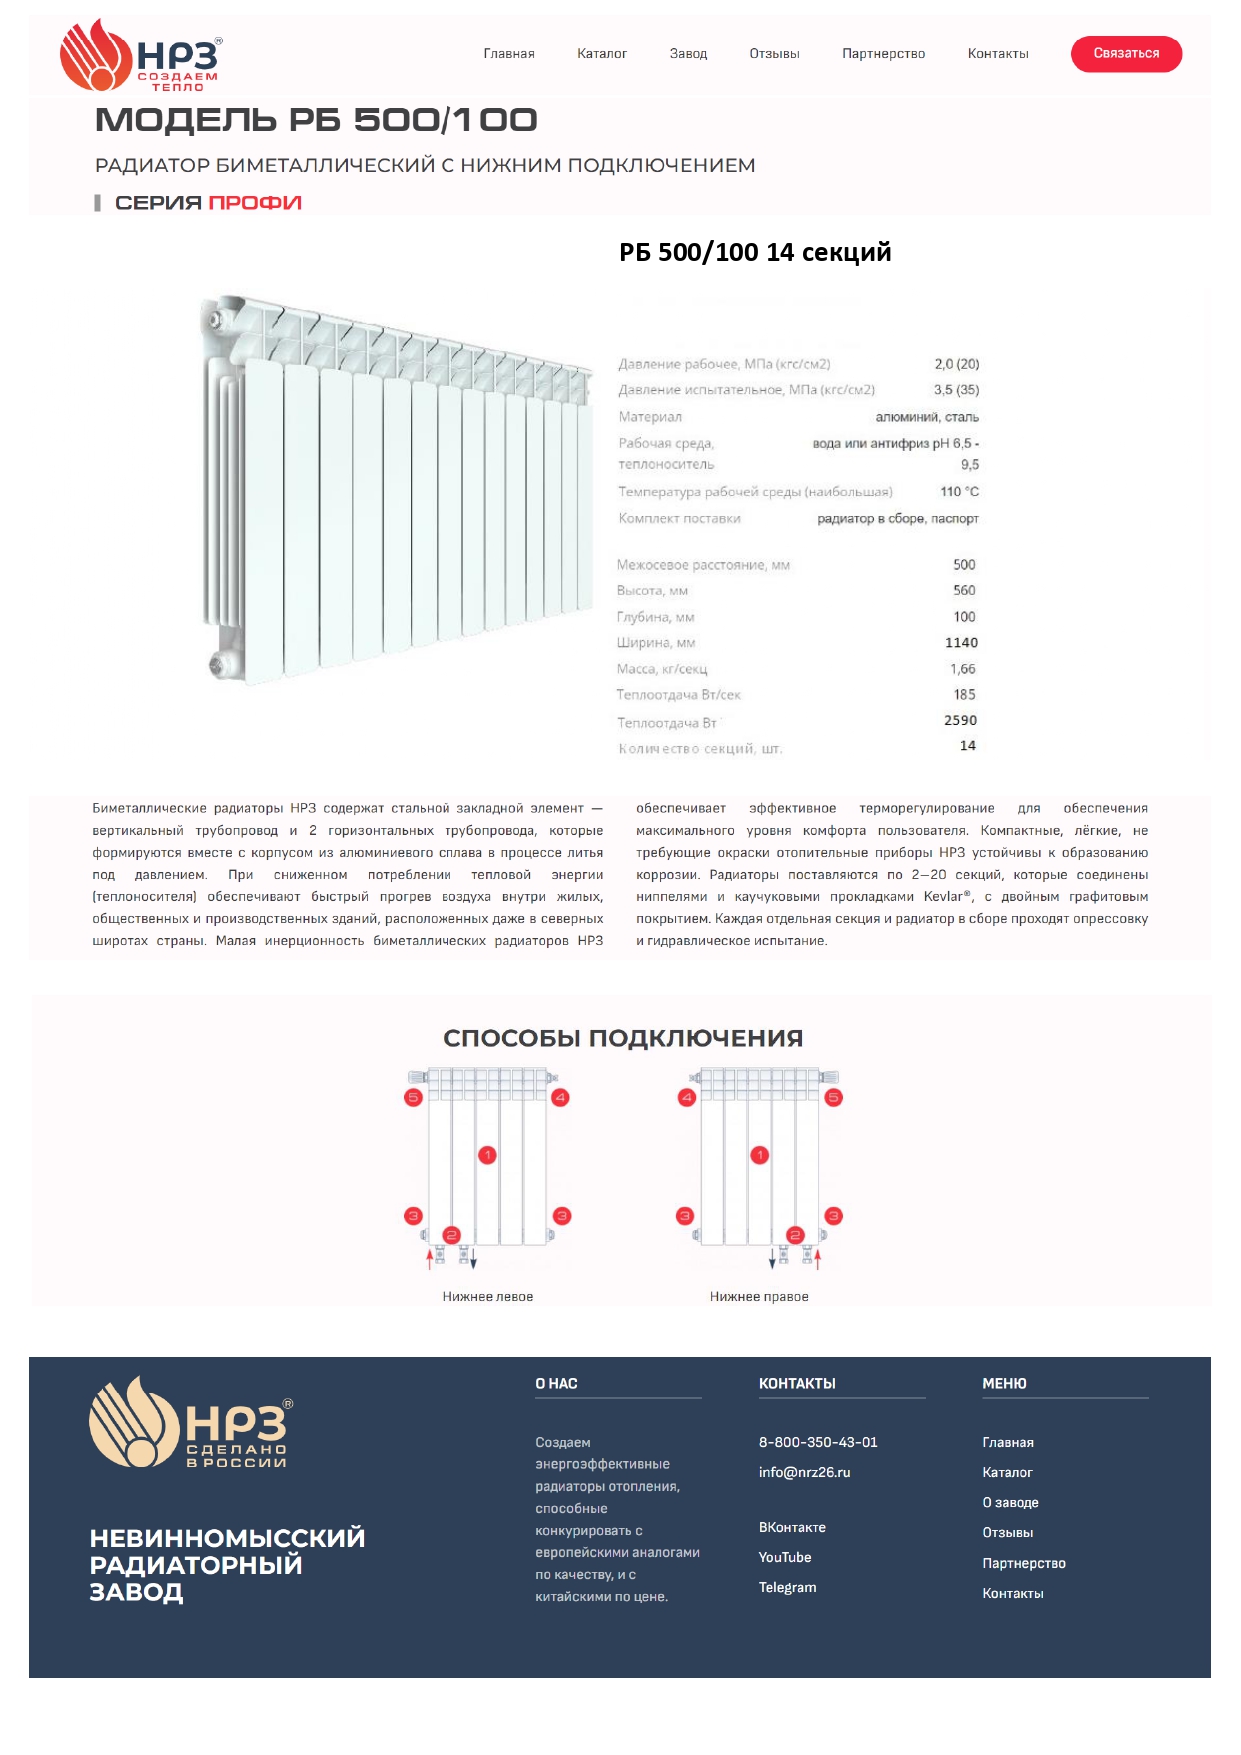 НРЗ®
СОЗДАЕМ
ТЕПЛО
Главная Каталог Завод Отзывы Партнерство Контакты Связаться
МОДЕЛЬ РБ 500/100
РАДИАТОР БИМЕТАЛЛИЧЕСКИЙ С НИЖНИМ ПОДКЛЮЧЕНИЕМ
СЕРИЯ ПРОФИ
РБ 500/100 14 секций
Давление рабочее, МПа (кгс/см2) 2,0 (20)
Давление испытательное, МПа (кгс/см2) 3,5 (35)
Материал алюминий, сталь
Рабочая среда, вода или антифриз pH 6,5 -
теплоноситель 9,5
Температура рабочей среды (наибольшая) 110 °C
Комплект поставки радиатор в сборе, паспорт
Межосевое расстояние, мм 500
Высота, мм 560
Глубина, мм 100
Ширина, мм 1140
Масса, кг/секц 1,66
Теплоотдача Вт/сек 185
Теплоотдача Вт 2590
Количество секций, шт. 14
Биметаллические радиаторы НРЗ содержат стальной закладной элемент —
вертикальный трубопровод и 2 горизонтальных трубопровода, которые
формируются вместе с корпусом из алюминиевого сплава в процессе литья
под давлением. При сниженном потреблении тепловой энергии
(теплоносителя) обеспечивают быстрый прогрев воздуха внутри жилых,
общественных и производственных зданий, расположенных даже в северных
широтах страны. Малая инерционность биметаллических радиаторов НРЗ
обеспечивает эффективное терморегулирование для обеспечения
максимального уровня комфорта пользователя. Компактные, лёгкие, не
требующие окраски отопительные приборы НРЗ устойчивы к образованию
коррозии. Радиаторы поставляются по 2–20 секций, которые соединены
ниппелями и каучуковыми прокладками Kevlar®, с двойным графитовым
покрытием. Каждая отдельная секция и радиатор в сборе проходят опрессовку
и гидравлическое испытание.
СПОСОБЫ ПОДКЛЮЧЕНИЯ
5 4 4 5
1 1
3 3 3 3
2 2
Нижнее левое Нижнее правое
НРЗ®
СДЕЛАНО
В РОССИИ
НЕВИННОМЫССКИЙ
РАДИАТОРНЫЙ
ЗАВОД
О НАС
Создаем
энергоэффективные
радиаторы отопления,
способные
конкурировать с
европейскими аналогами
по качеству, и с
китайскими по цене.
КОНТАКТЫ
8-800-350-43-01
info@nrz26.ru
ВКонтакте
YouTube
Telegram
МЕНЮ
Главная
Каталог
О заводе
Отзывы
Партнерство
Контакты